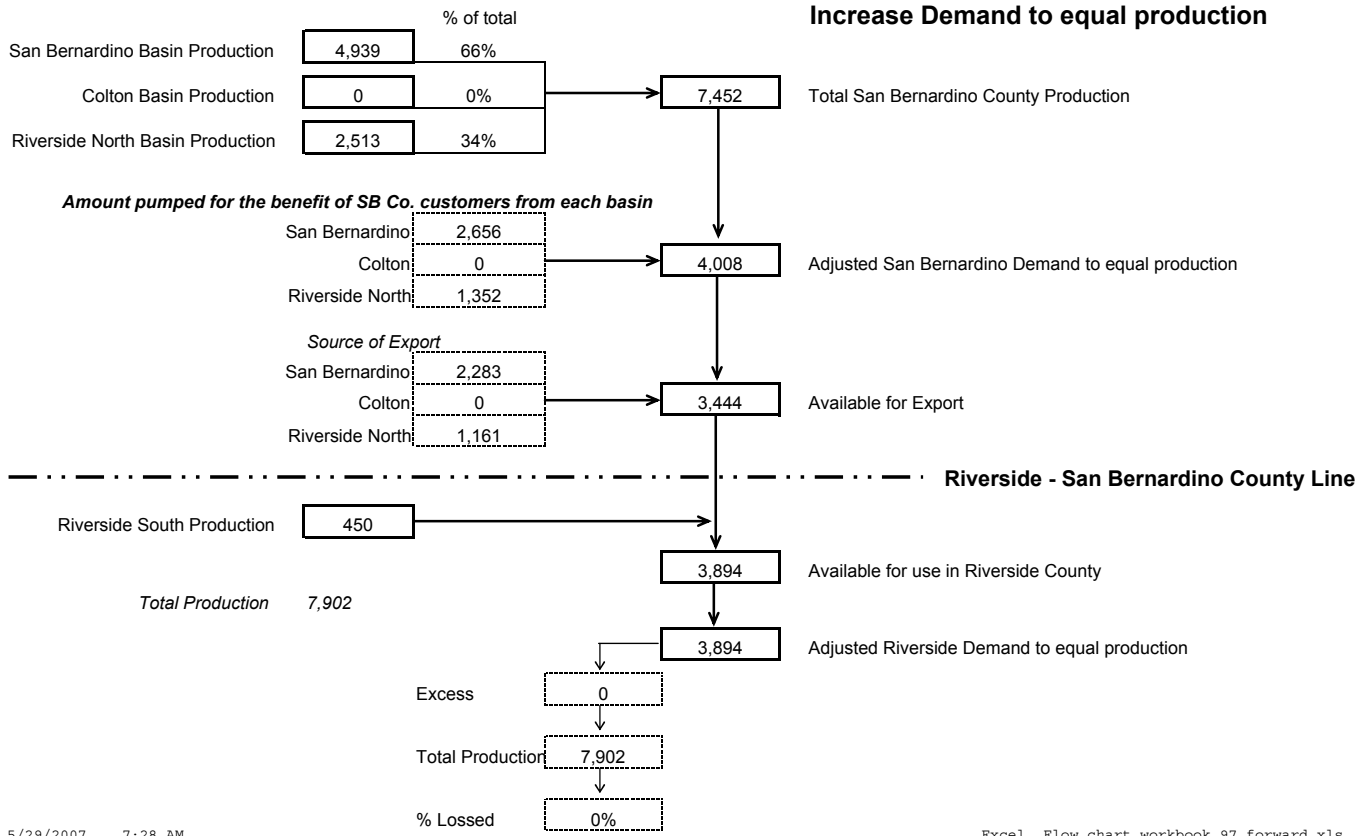 Increase Demand to equal production
% of total
San Bernardino Basin Production 4,939 66%
Colton Basin Production 0 0% 7,452 Total San Bernardino County Production
Riverside North Basin Production 2,513 34%
Amount pumped for the benefit of SB Co. customers from each basin
San Bernardino 2,656
Colton 0 4,008 Adjusted San Bernardino Demand to equal production
Riverside North 1,352
Source of Export
San Bernardino 2,283
Colton 0 3,444 Available for Export
Riverside North 1,161
Riverside - San Bernardino County Line
Riverside South Production 450
3,894 Available for use in Riverside County
Total Production 7,902
3,894 Adjusted Riverside Demand to equal production
Excess 0
Total Production 7,902
% Lossed 0%
5/29/2007 7:28 AM Excel Flow chart workbook 97 forward.xls